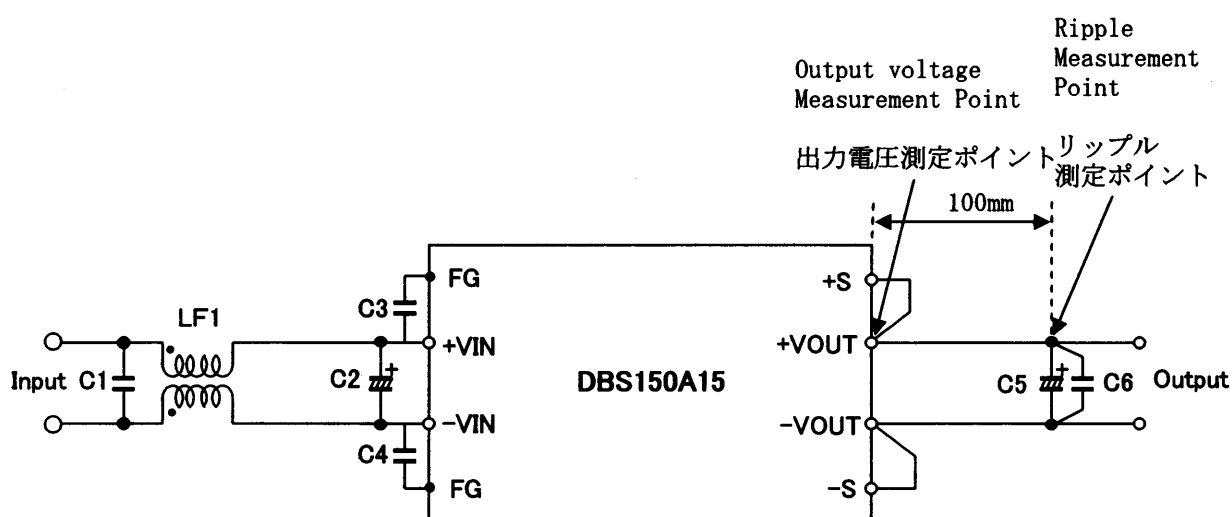 Ripple
Measurement
Point
Output voltage
Measurement Point
出力電圧測定ポイント
リップル
測定ポイント
100mm
FG
+S
C3
LF1
+VIN
+VOUT
Input
C1
C2
+
DBS150A15
C5
+
C6
Output
-VIN
-VOUT
C4
FG
-S